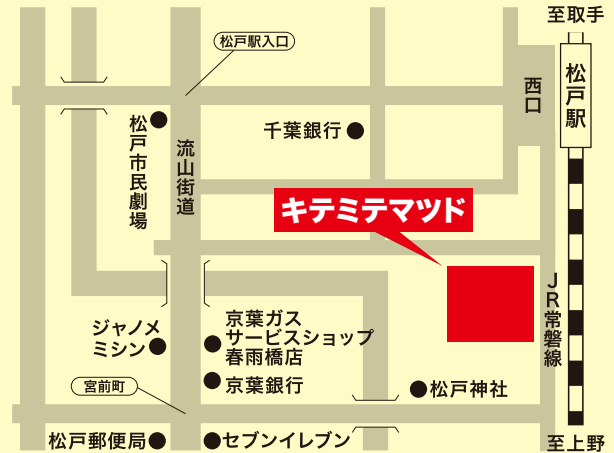 至取手
松戸駅入口
松戸駅
西口
千葉銀行
松戸市民劇場
流山街道
キテミテマツド
JR常磐線
京葉ガス
サービスショップ
春雨橋店
ジャノメ
ミシン
京葉銀行
宮前町
松戸神社
松戸郵便局
セブンイレブン
至上野